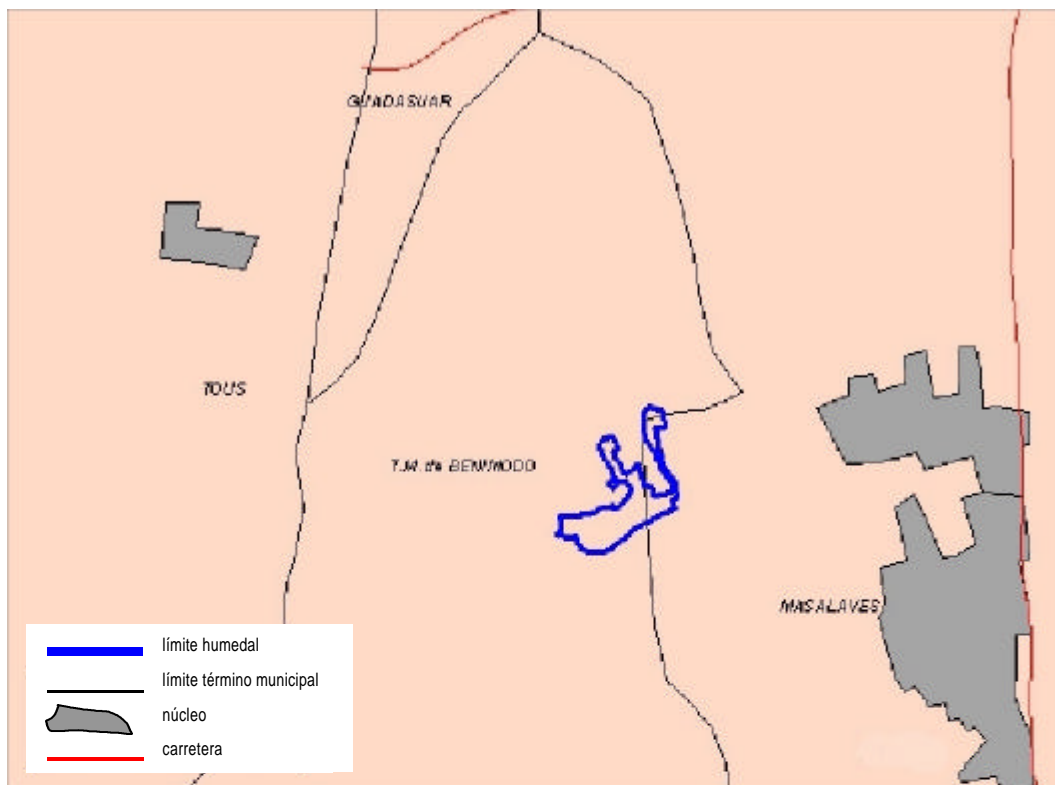 GUADASUAR
TOUS
T.M. de BENIMODO
MASALAVES
límite humedal
límite término municipal
núcleo
carretera